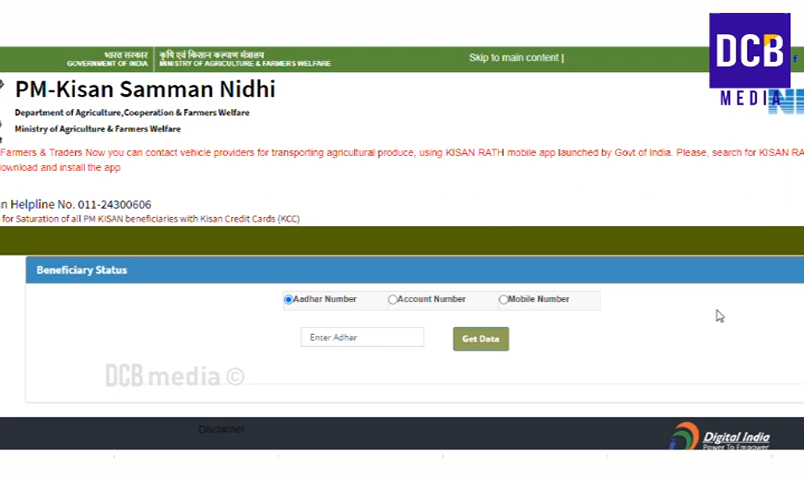 भारत सरकार
GOVERNMENT OF INDIA
कृषि एवं किसान कल्याण मंत्रालय
MINISTRY OF AGRICULTURE & FARMERS WELFARE
Skip to main content |
DCB
MEDIA
PM-Kisan Samman Nidhi
Department of Agriculture,Cooperation & Farmers Welfare
Ministry of Agriculture & Farmers Welfare
Farmers & Traders Now you can contact vehicle providers for transporting agricultural produce, using KISAN RATH mobile app launched by Govt of India. Please, search for KISAN RA
download and install the app
Helpline No. 011-24300606
for Saturation of all PM KISAN beneficiaries with Kisan Credit Cards (KCC)
Beneficiary Status
Aadhar Number Account Number Mobile Number
Enter Adhar Get Data
DCB media ©
Disclaimer
Digital India
Power To Empower